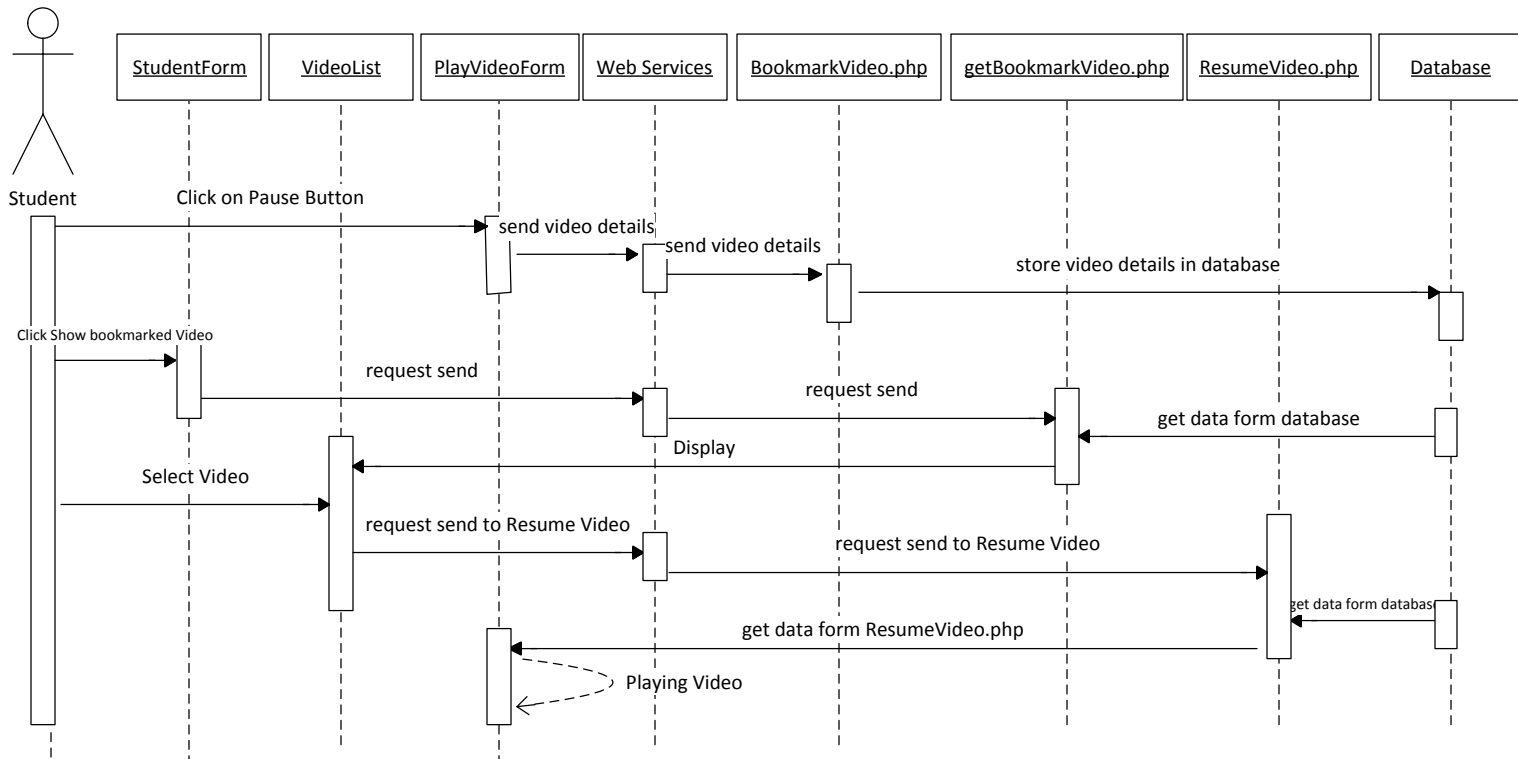 StudentForm
VideoList
PlayVideoForm
Web Services
BookmarkVideo.php
getBookmarkVideo.php
ResumeVideo.php
Database
Student
Click on Pause Button
send video details
send video details
store video details in database
Click Show bookmarked Video
request send
request send
get data form database
Display
Select Video
request send to Resume Video
request send to Resume Video
get data form database
get data form ResumeVideo.php
Playing Video